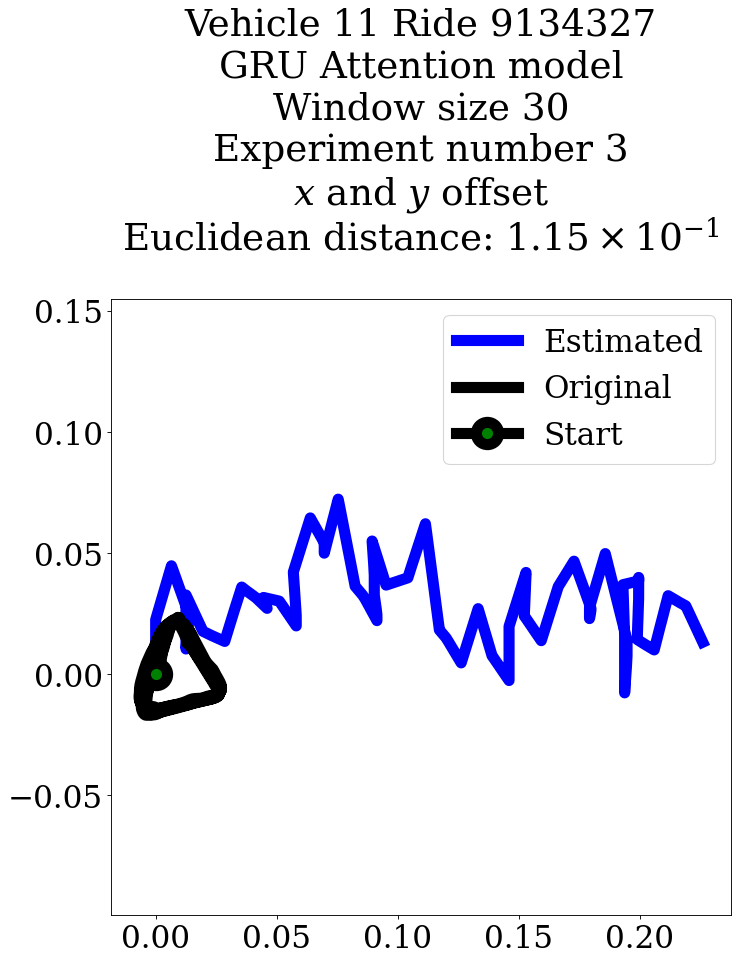 Vehicle 11 Ride 9134327
GRU Attention model
Window size 30
Experiment number 3
x and y offset
Euclidean distance: 1.15 × 10⁻¹
Estimated
Original
Start
0.15
0.10
0.05
0.00
−0.05
0.00 0.05 0.10 0.15 0.20